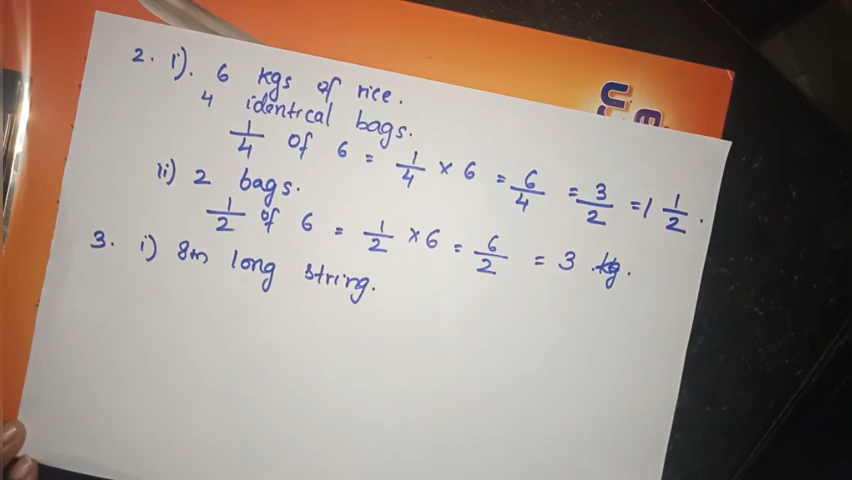 2. i). 6 kgs of rice.
4 identical bags.
1/4 of 6 = 1/4 × 6 = 6/4 = 3/2 = 1 1/2.
ii) 2 bags.
1/2 of 6 = 1/2 × 6 = 6/2 = 3 kg.
3. i) 8m long string.